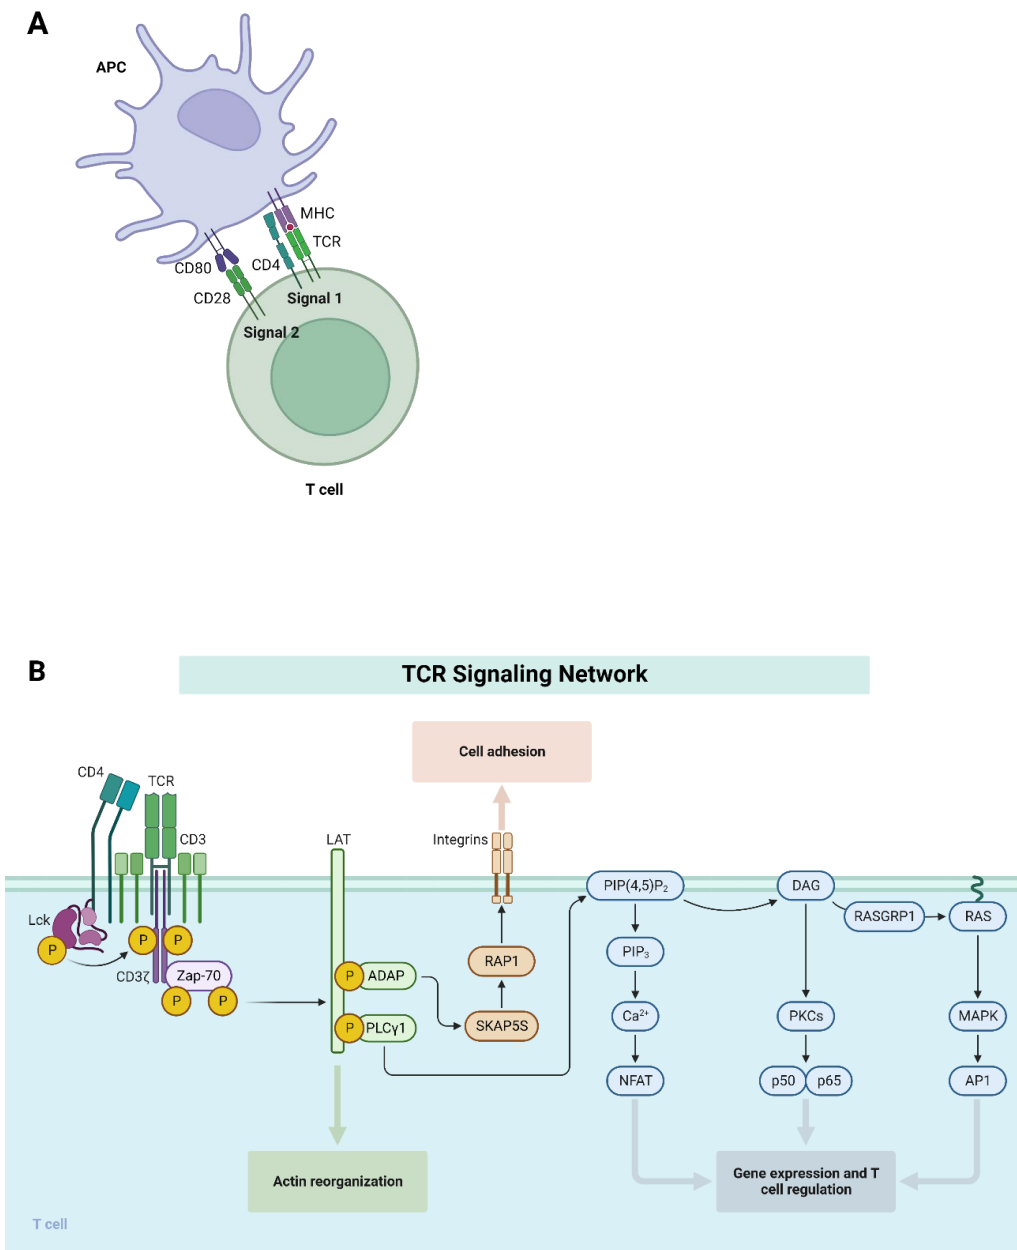 A
APC
MHC
TCR
CD80
CD4
CD28
Signal 1
Signal 2
T cell
B
TCR Signaling Network
Cell adhesion
CD4
TCR
CD3
LAT
Integrins
PIP(4,5)P₂
DAG
RASGRP1
RAS
Lck
P
P
P
CD3ζ
Zap-70
P
P
P
ADAP
RAP1
PIP₃
P
PLCγ1
SKAP5S
Ca²⁺
PKCs
MAPK
NFAT
p50
p65
AP1
Actin reorganization
Gene expression and T
cell regulation
T cell